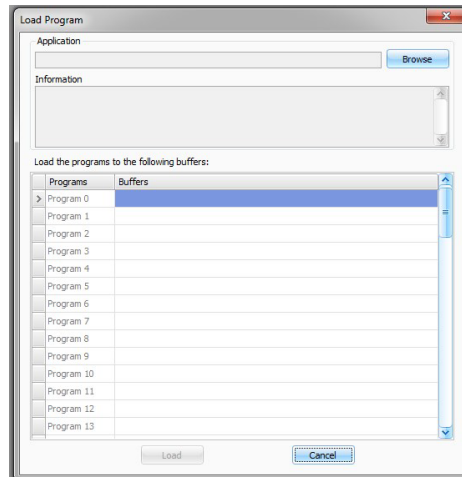 Load Program
Application
Browse
Information
Load the programs to the following buffers:
Programs Buffers
Program 0
Program 1
Program 2
Program 3
Program 4
Program 5
Program 6
Program 7
Program 8
Program 9
Program 10
Program 11
Program 12
Program 13
Load Cancel